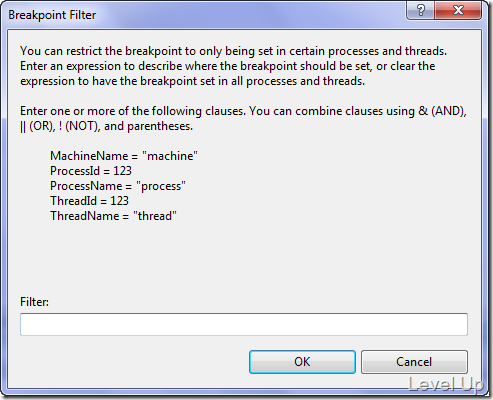 Breakpoint Filter
You can restrict the breakpoint to only being set in certain processes and threads.
Enter an expression to describe where the breakpoint should be set, or clear the
expression to have the breakpoint set in all processes and threads.
Enter one or more of the following clauses. You can combine clauses using & (AND),
|| (OR), ! (NOT), and parentheses.
MachineName = "machine"
ProcessId = 123
ProcessName = "process"
ThreadId = 123
ThreadName = "thread"
Filter:
OK Cancel
Level Up